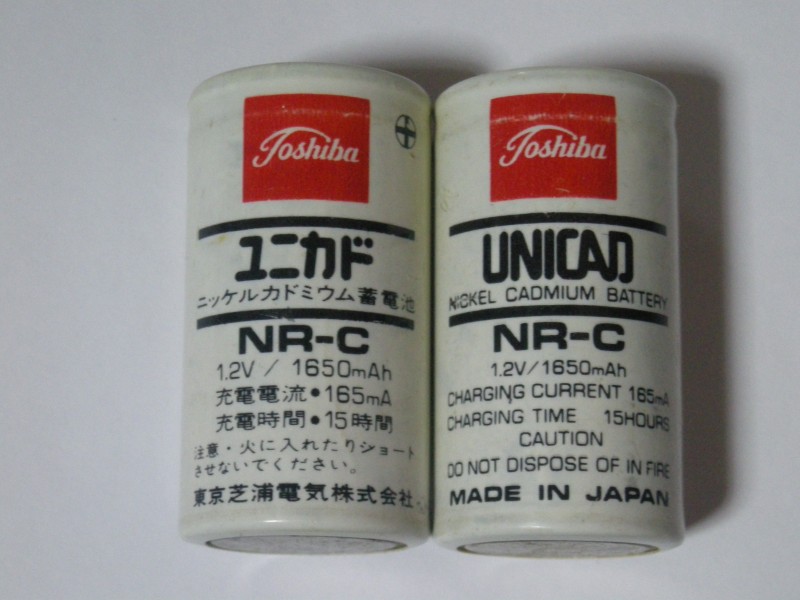 Toshiba
ユニカド
ニッケルカドミウム蓄電池
NR-C
1.2V / 1650mAh
充電電流・165mA
充電時間・15時間
注意・火に入れたりショート
させないでください。
東京芝浦電気株式会社
Toshiba
UNICAD
NICKEL CADMIUM BATTERY
NR-C
1.2V/1650mAh
CHARGING CURRENT 165mA
CHARGING TIME 15HOURS
CAUTION
DO NOT DISPOSE OF IN FIRE
MADE IN JAPAN